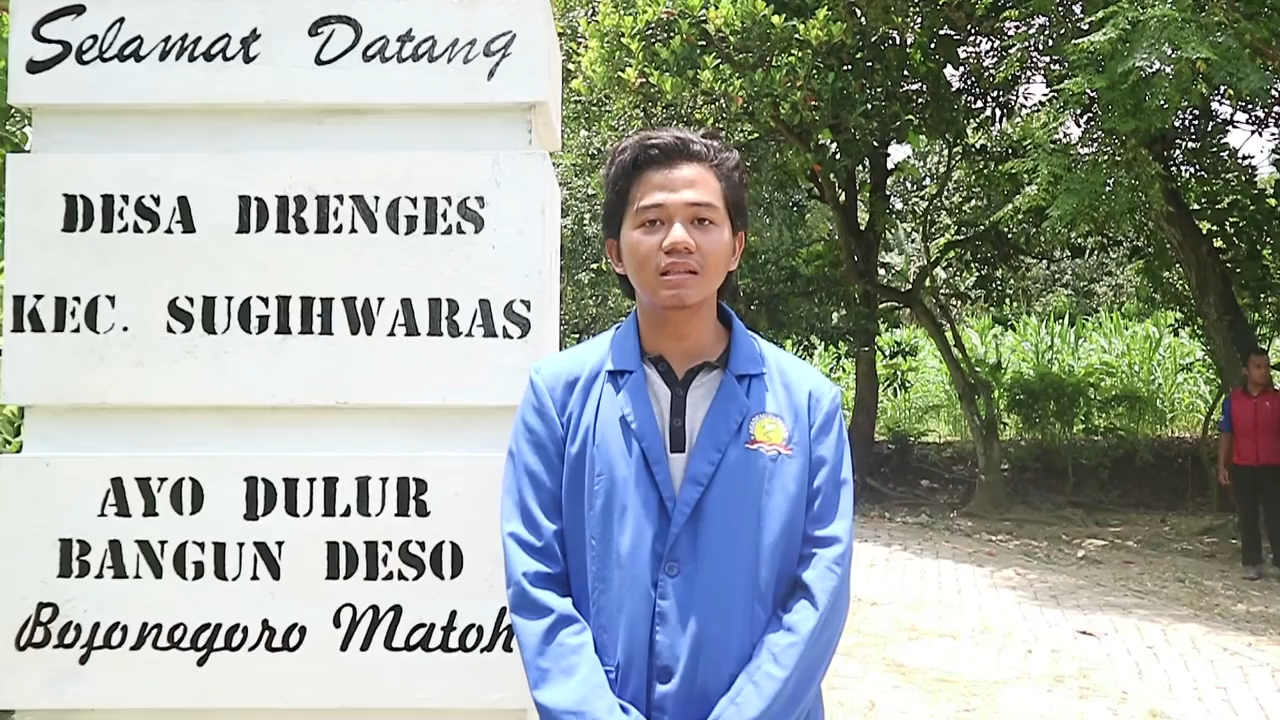 Selamat Datang
DESA DRENGES
KEC. SUGIHWARAS
AYO DULUR
BANGUN DESO
Bojonegoro Matoh